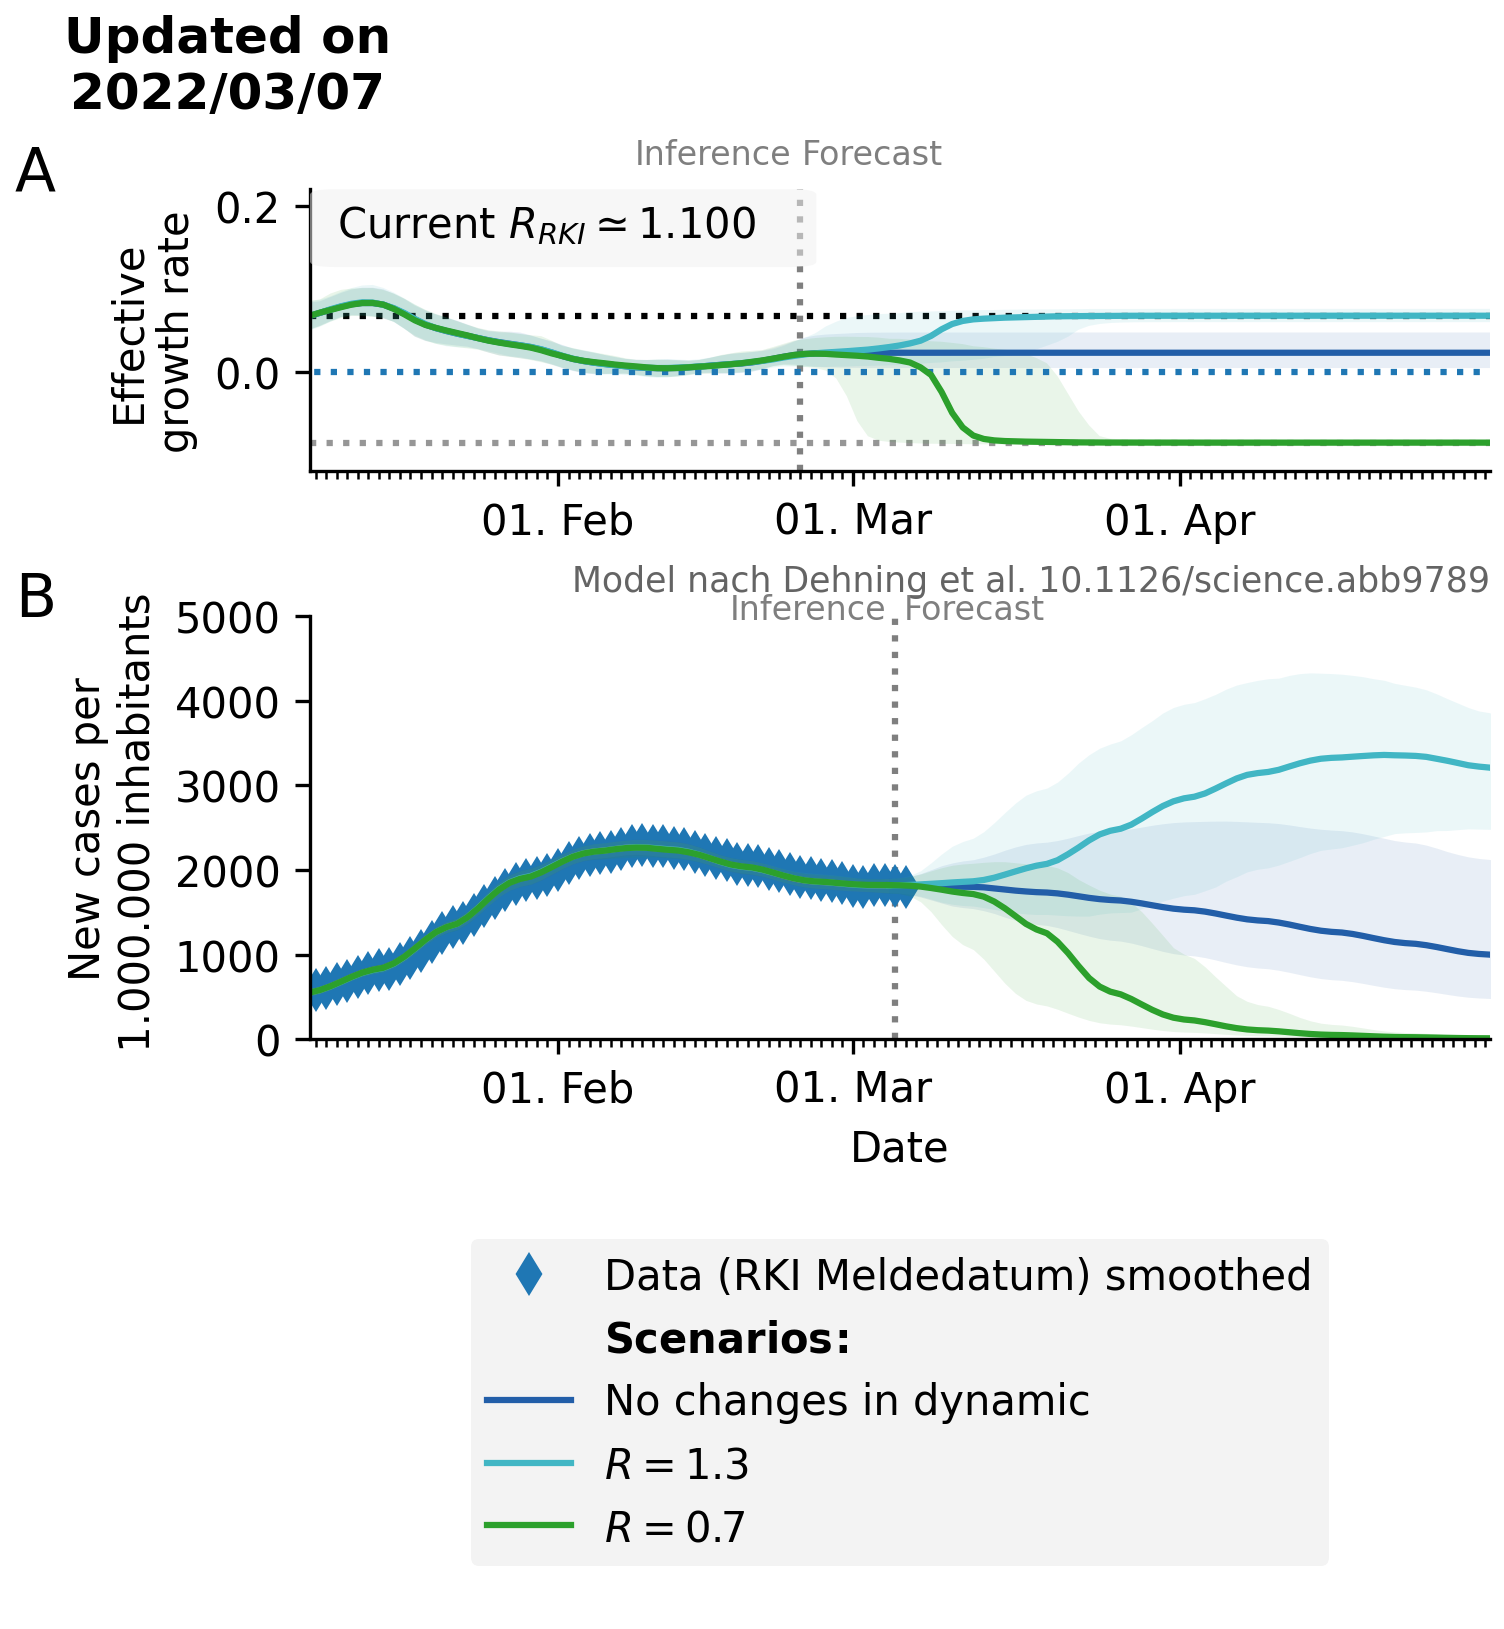 Updated on
2022/03/07
A
Inference Forecast
Effective
growth rate
0.2
0.0
Current R_RKI ≃ 1.100
01. Feb
01. Mar
01. Apr
Model nach Dehning et al. 10.1126/science.abb9789
B
Inference Forecast
New cases per
1.000.000 inhabitants
5000
4000
3000
2000
1000
0
01. Feb
01. Mar
01. Apr
Date
Data (RKI Meldedatum) smoothed
Scenarios:
No changes in dynamic
R = 1.3
R = 0.7